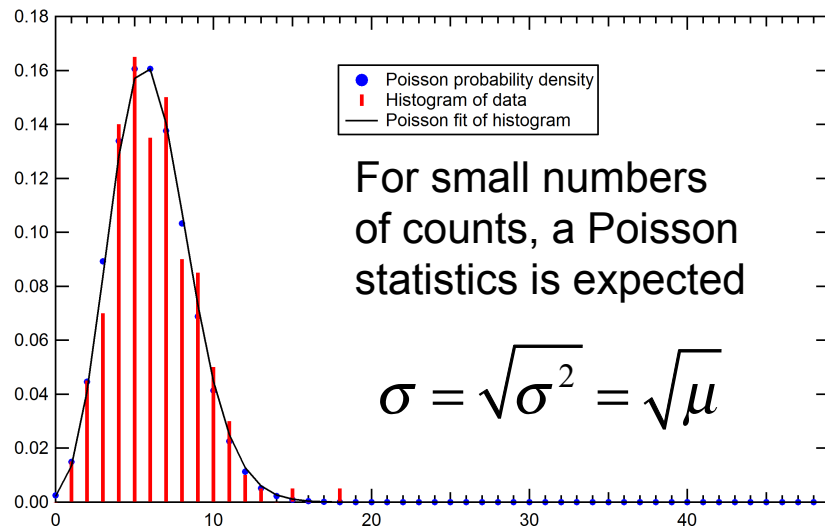 0.18
0.16
0.14
0.12
0.10
0.08
0.06
0.04
0.02
0.00
0 10 20 30 40
Poisson probability density
Histogram of data
Poisson fit of histogram
For small numbers
of counts, a Poisson
statistics is expected
σ = √σ² = √μ